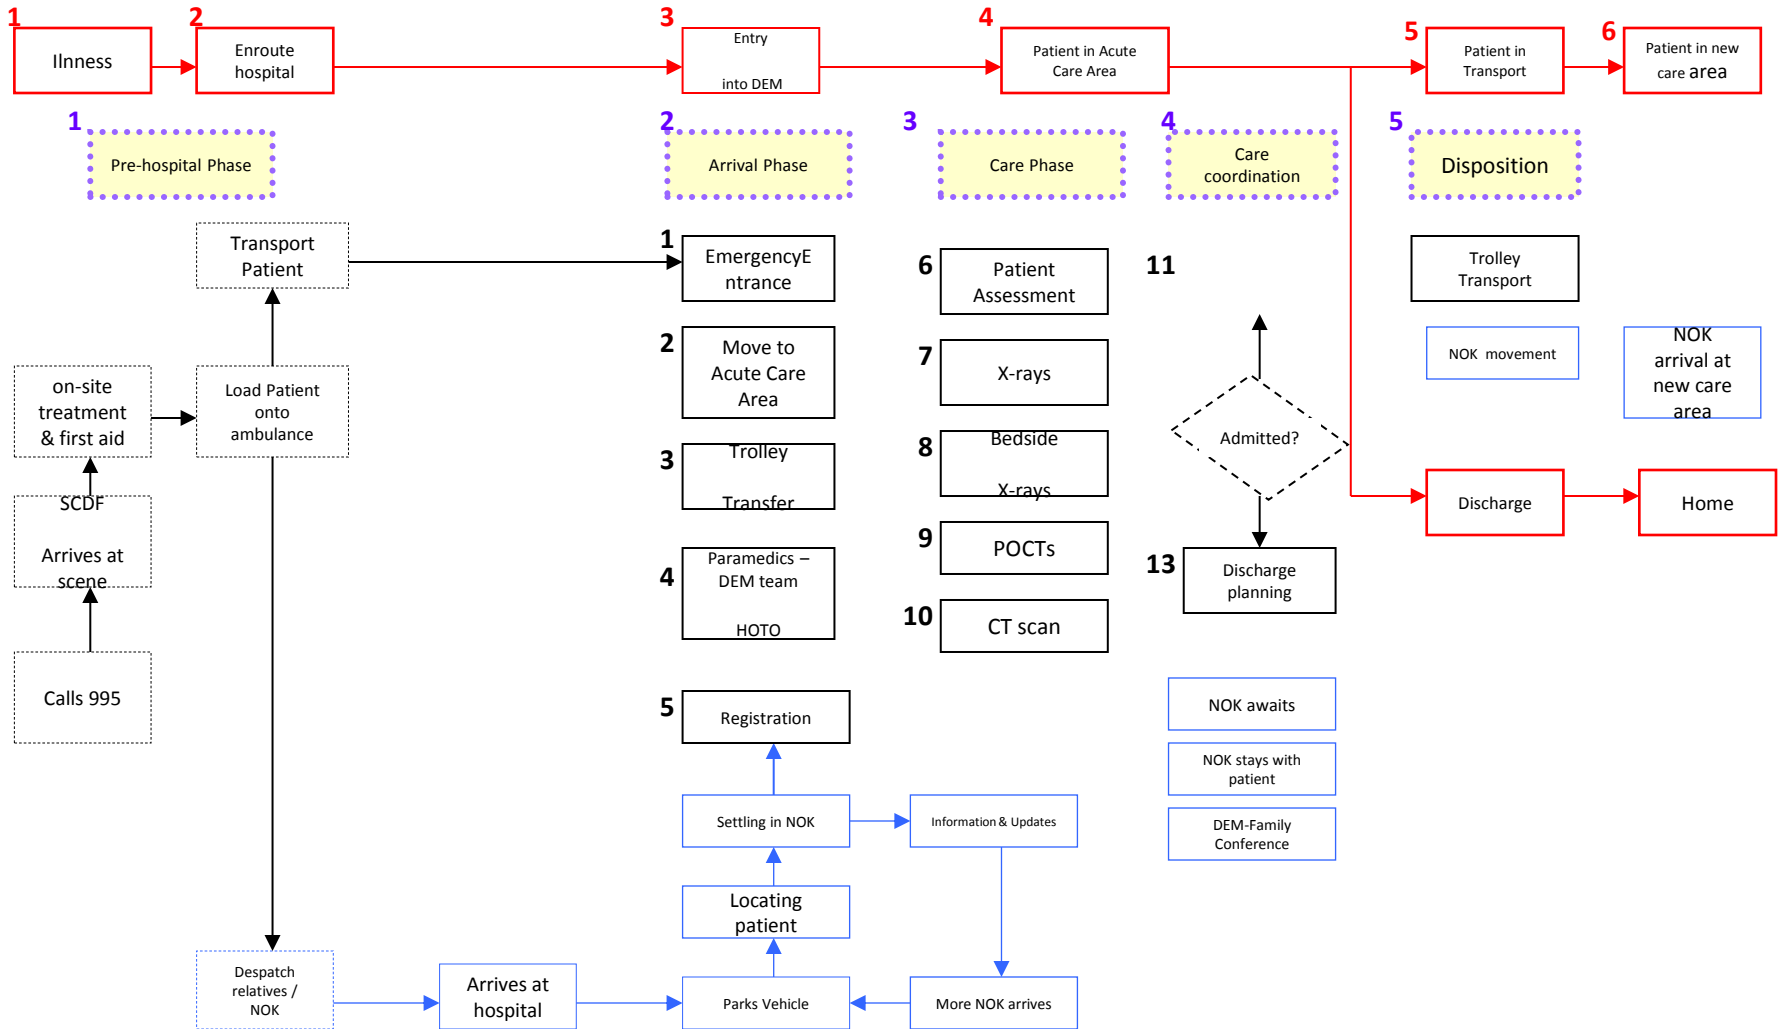 1
Ilnness
2
Enroute
hospital
3
Entry
into DEM
4
Patient in Acute
Care Area
5
Patient in
Transport
6
Patient in new
care area
1
Pre-hospital Phase
2
Arrival Phase
3
Care Phase
4
Care
coordination
5
Disposition
Transport
Patient
1
EmergencyE
ntrance
6
Patient
Assessment
11
Trolley
Transport
2
Move to
Acute Care
Area
7
X-rays
NOK movement
NOK
arrival at
new care
area
on-site
treatment
& first aid
Load Patient
onto
ambulance
3
Trolley
Transfer
8
Bedside
X-rays
Admitted?
Discharge
Home
SCDF
Arrives at
scene
4
Paramedics –
DEM team
HOTO
9
POCTs
13
Discharge
planning
10
CT scan
Calls 995
5
Registration
NOK awaits
NOK stays with
patient
Settling in NOK
Information & Updates
DEM-Family
Conference
Locating
patient
Despatch
relatives /
NOK
Arrives at
hospital
Parks Vehicle
More NOK arrives